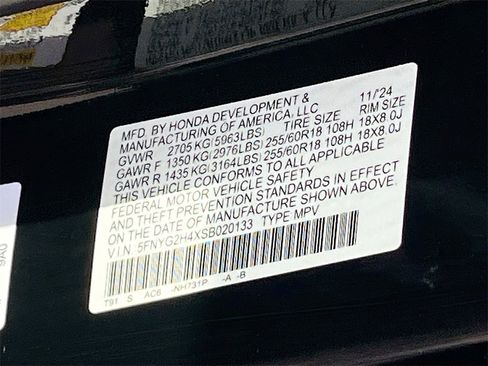 MFD. BY HONDA DEVELOPMENT & 11/'24
MANUFACTURING OF AMERICA, LLC TIRE SIZE RIM SIZE
GVWR 2705 KG(5963LBS)
GAWR F 1350 KG(2976LBS) 255/60R18 108H 18X8.0J
GAWR R 1435 KG(3164LBS) 255/60R18 108H 18X8.0J
THIS VEHICLE CONFORMS TO ALL APPLICABLE
FEDERAL MOTOR VEHICLE SAFETY
AND THEFT PREVENTION STANDARDS IN EFFECT
ON THE DATE OF MANUFACTURE SHOWN ABOVE.
V.I.N. 5FNYG2H4XSB020133 TYPE MPV
T91 S AC6 -NH731P -A -B